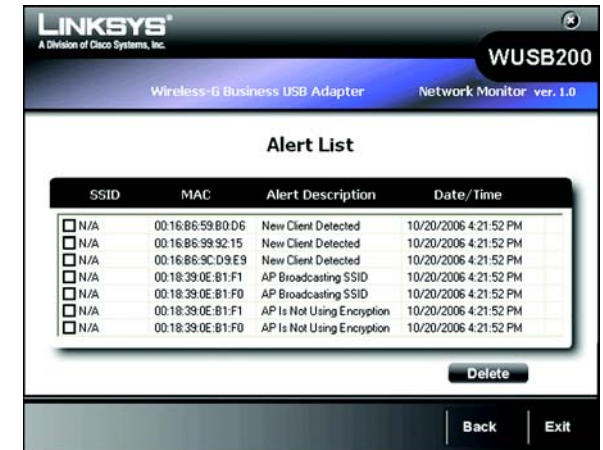 LINKSYS®
A Division of Cisco Systems, Inc.
WUSB200
Wireless-G Business USB Adapter Network Monitor ver. 1.0
Alert List
SSID MAC Alert Description Date/Time
N/A 00:16:B6:59:B0:D6 New Client Detected 10/20/2006 4:21:52 PM
N/A 00:16:B6:99:92:15 New Client Detected 10/20/2006 4:21:52 PM
N/A 00:16:B6:9C:D9:E9 New Client Detected 10/20/2006 4:21:52 PM
N/A 00:18:39:0E:B1:F1 AP Broadcasting SSID 10/20/2006 4:21:52 PM
N/A 00:18:39:0E:B1:F0 AP Broadcasting SSID 10/20/2006 4:21:52 PM
N/A 00:18:39:0E:B1:F1 AP Is Not Using Encryption 10/20/2006 4:21:52 PM
N/A 00:18:39:0E:B1:F0 AP Is Not Using Encryption 10/20/2006 4:21:52 PM
Delete
Back Exit